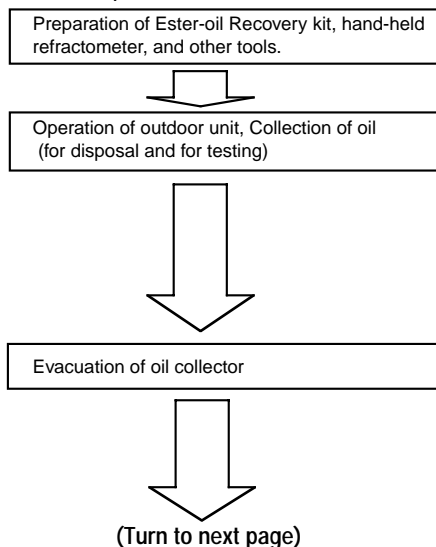 Preparation of Ester-oil Recovery kit, hand-held
refractometer, and other tools.
Operation of outdoor unit, Collection of oil
(for disposal and for testing)
Evacuation of oil collector
(Turn to next page)